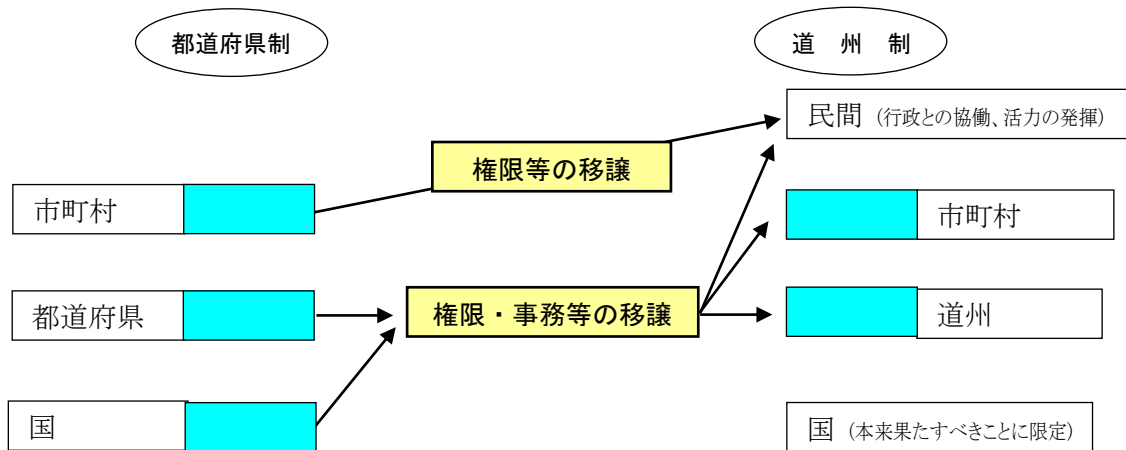 都道府県制
道 州 制
民間 (行政との協働、活力の発揮)
権限等の移譲
市町村
市町村
都道府県
権限・事務等の移譲
道州
国
国 (本来果たすべきことに限定)